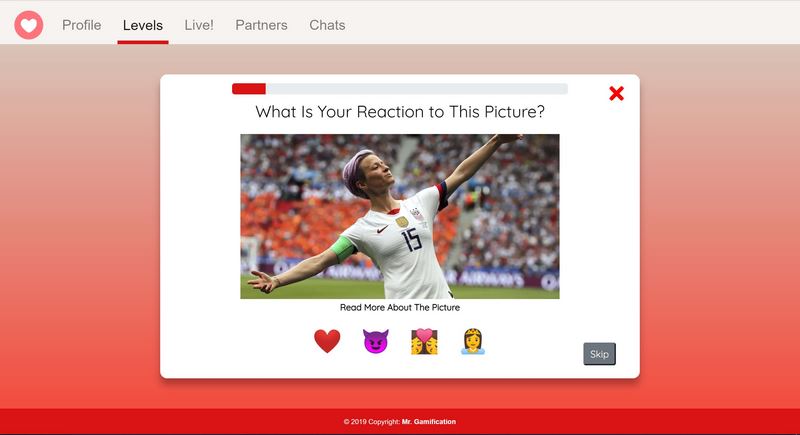 Profile Levels Live! Partners Chats
What Is Your Reaction to This Picture?
15
Read More About The Picture
Skip
© 2019 Copyright: Mr. Gamification